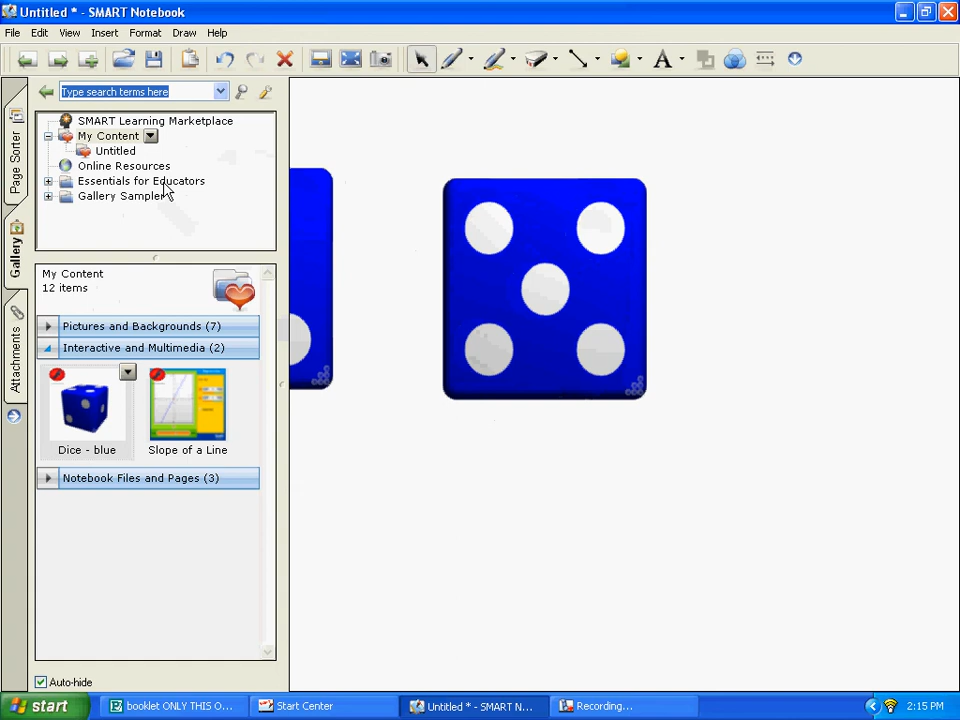 Untitled * - SMART Notebook
File Edit View Insert Format Draw Help
Type search terms here
Page Sorter
Gallery
Attachments
SMART Learning Marketplace
My Content
Untitled
Online Resources
Essentials for Educators
Gallery Sampler
My Content
12 items
Pictures and Backgrounds (7)
Interactive and Multimedia (2)
Dice - blue Slope of a Line
Notebook Files and Pages (3)
Auto-hide
start booklet ONLY THIS O... Start Center Untitled * - SMART N... Recording... 2:15 PM